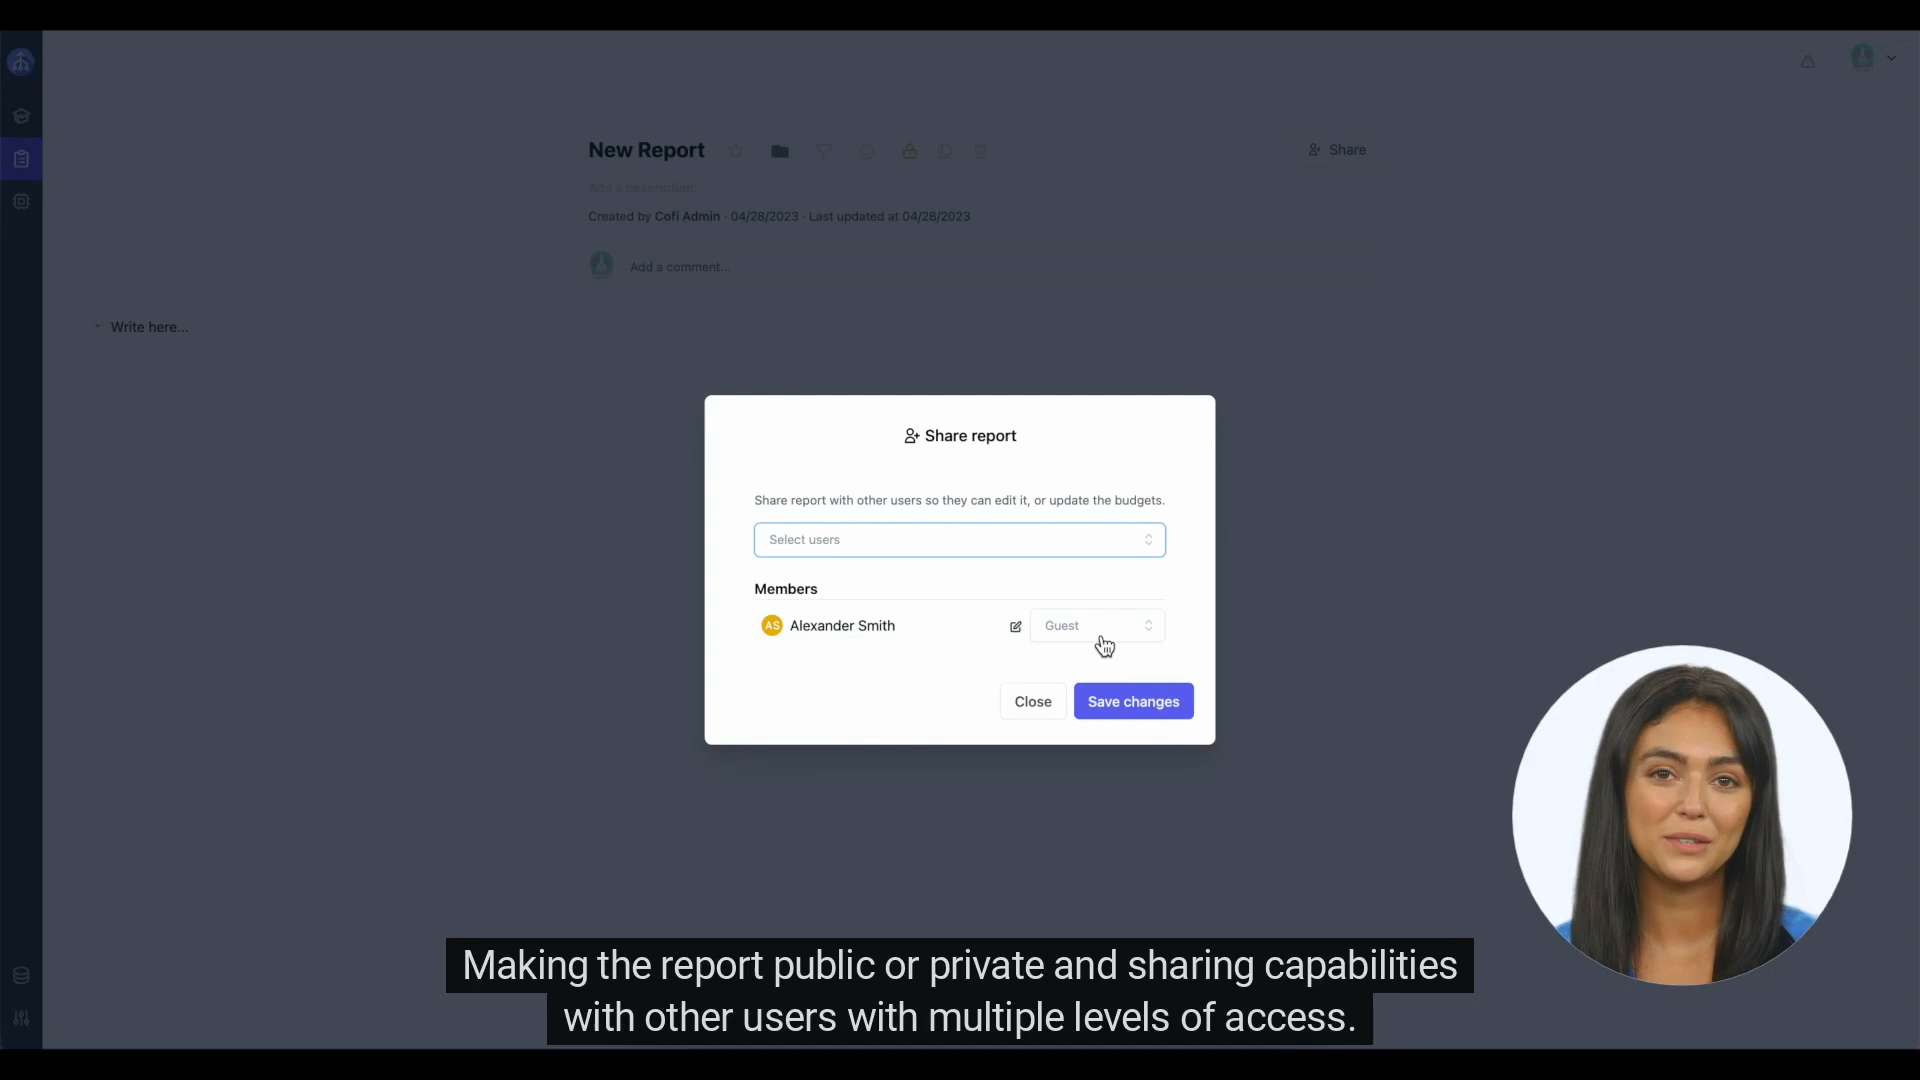 New Report
Share
Add a description...
Created by Cofi Admin · 04/28/2023 · Last updated at 04/28/2023
Add a comment...
Write here...
Share report
Share report with other users so they can edit it, or update the budgets.
Select users
Members
AS Alexander Smith
Guest
Close
Save changes
Making the report public or private and sharing capabilities
with other users with multiple levels of access.